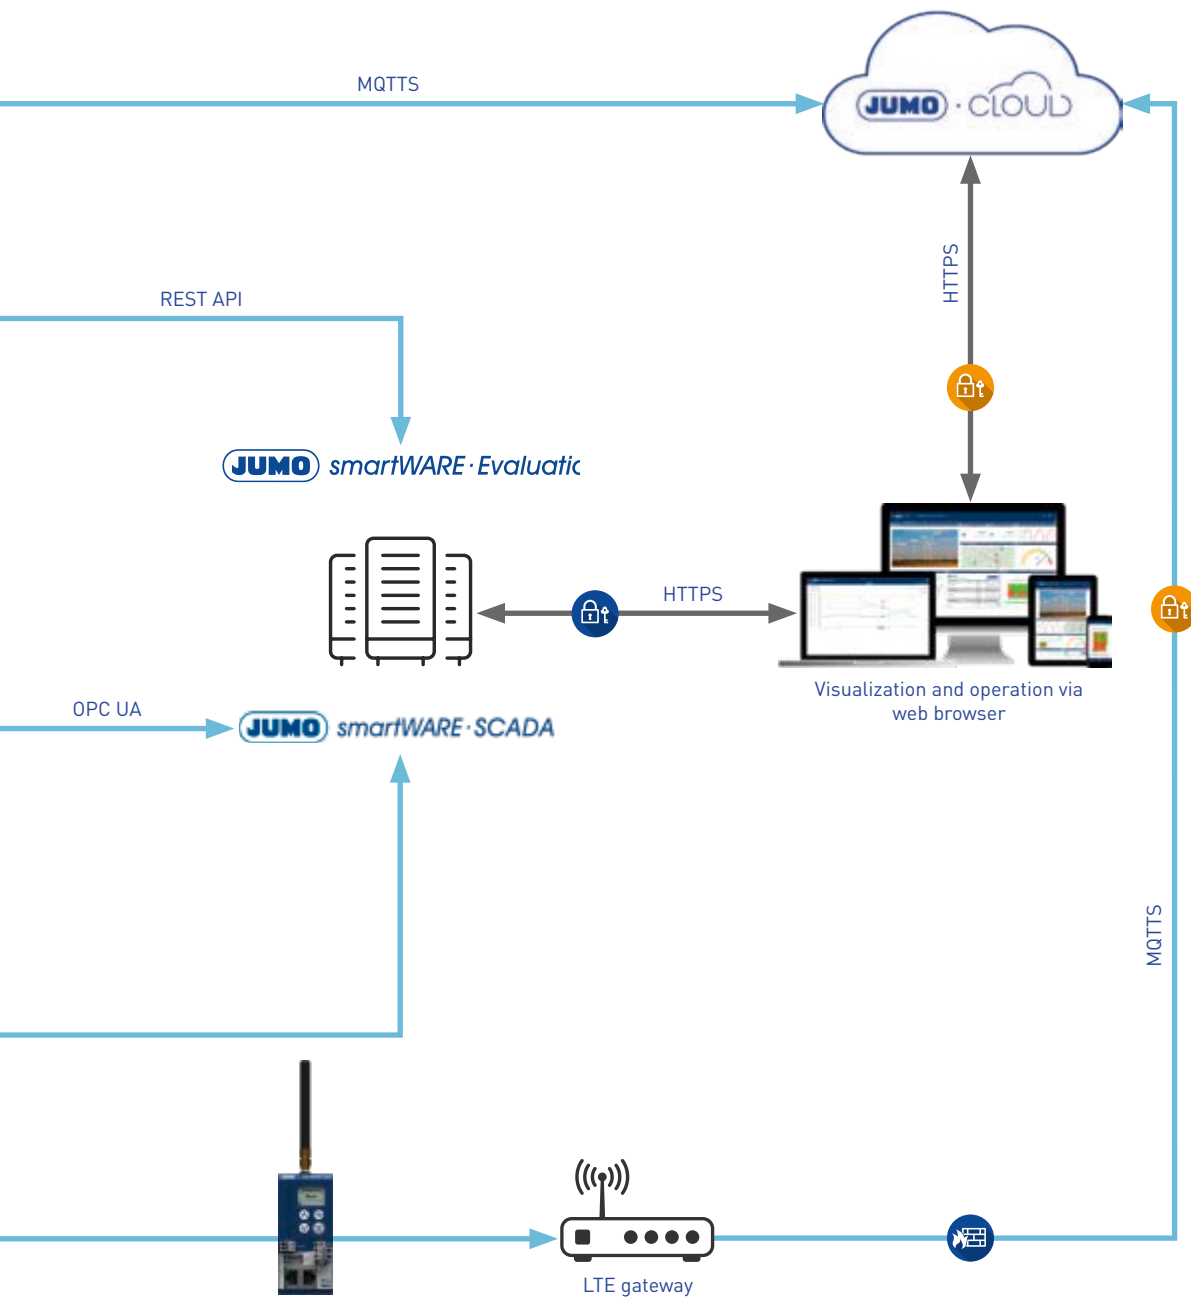 MQTTS
JUMO · CLOUD
HTTPS
REST API
JUMO smartWARE · Evaluatic
HTTPS
Visualization and operation via
web browser
OPC UA
JUMO smartWARE · SCADA
MQTTS
LTE gateway